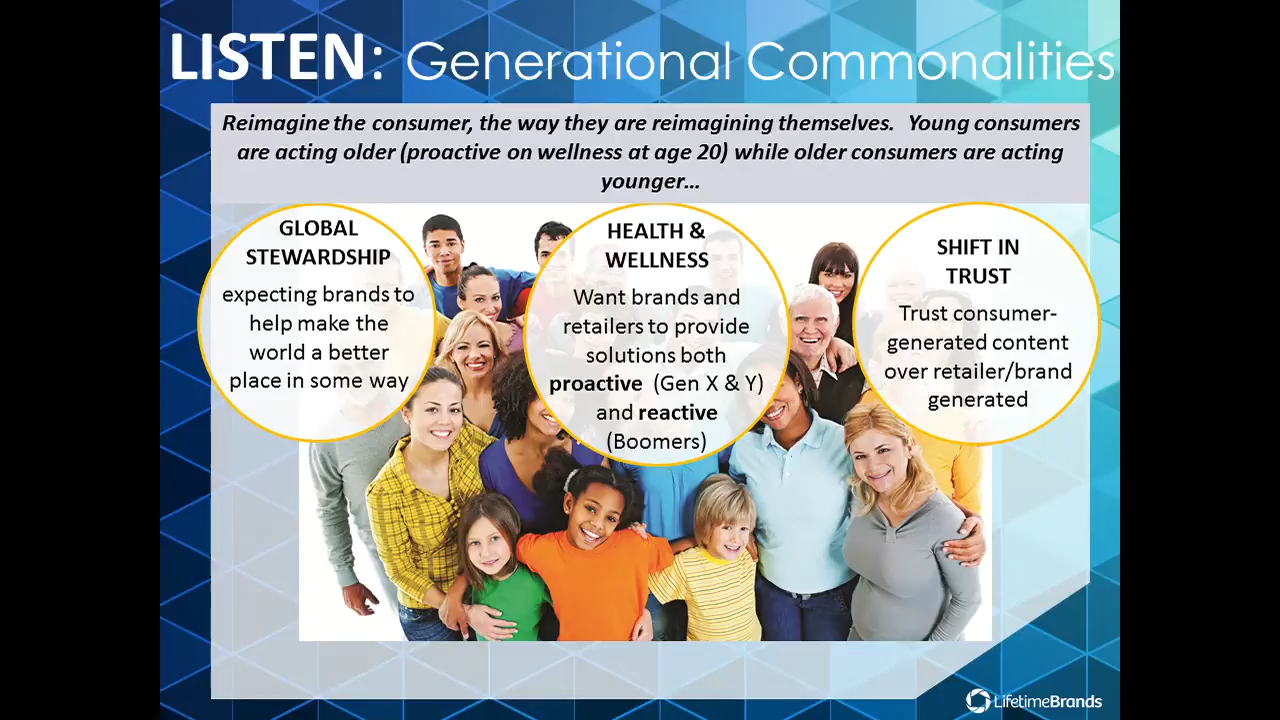 LISTEN: Generational Commonalities
Reimagine the consumer, the way they are reimagining themselves. Young consumers
are acting older (proactive on wellness at age 20) while older consumers are acting
younger…
GLOBAL
STEWARDSHIP
expecting brands to
help make the
world a better
place in some way
HEALTH &
WELLNESS
Want brands and
retailers to provide
solutions both
proactive (Gen X & Y)
and reactive
(Boomers)
SHIFT IN
TRUST
Trust consumer-
generated content
over retailer/brand
generated
LifetimeBrands